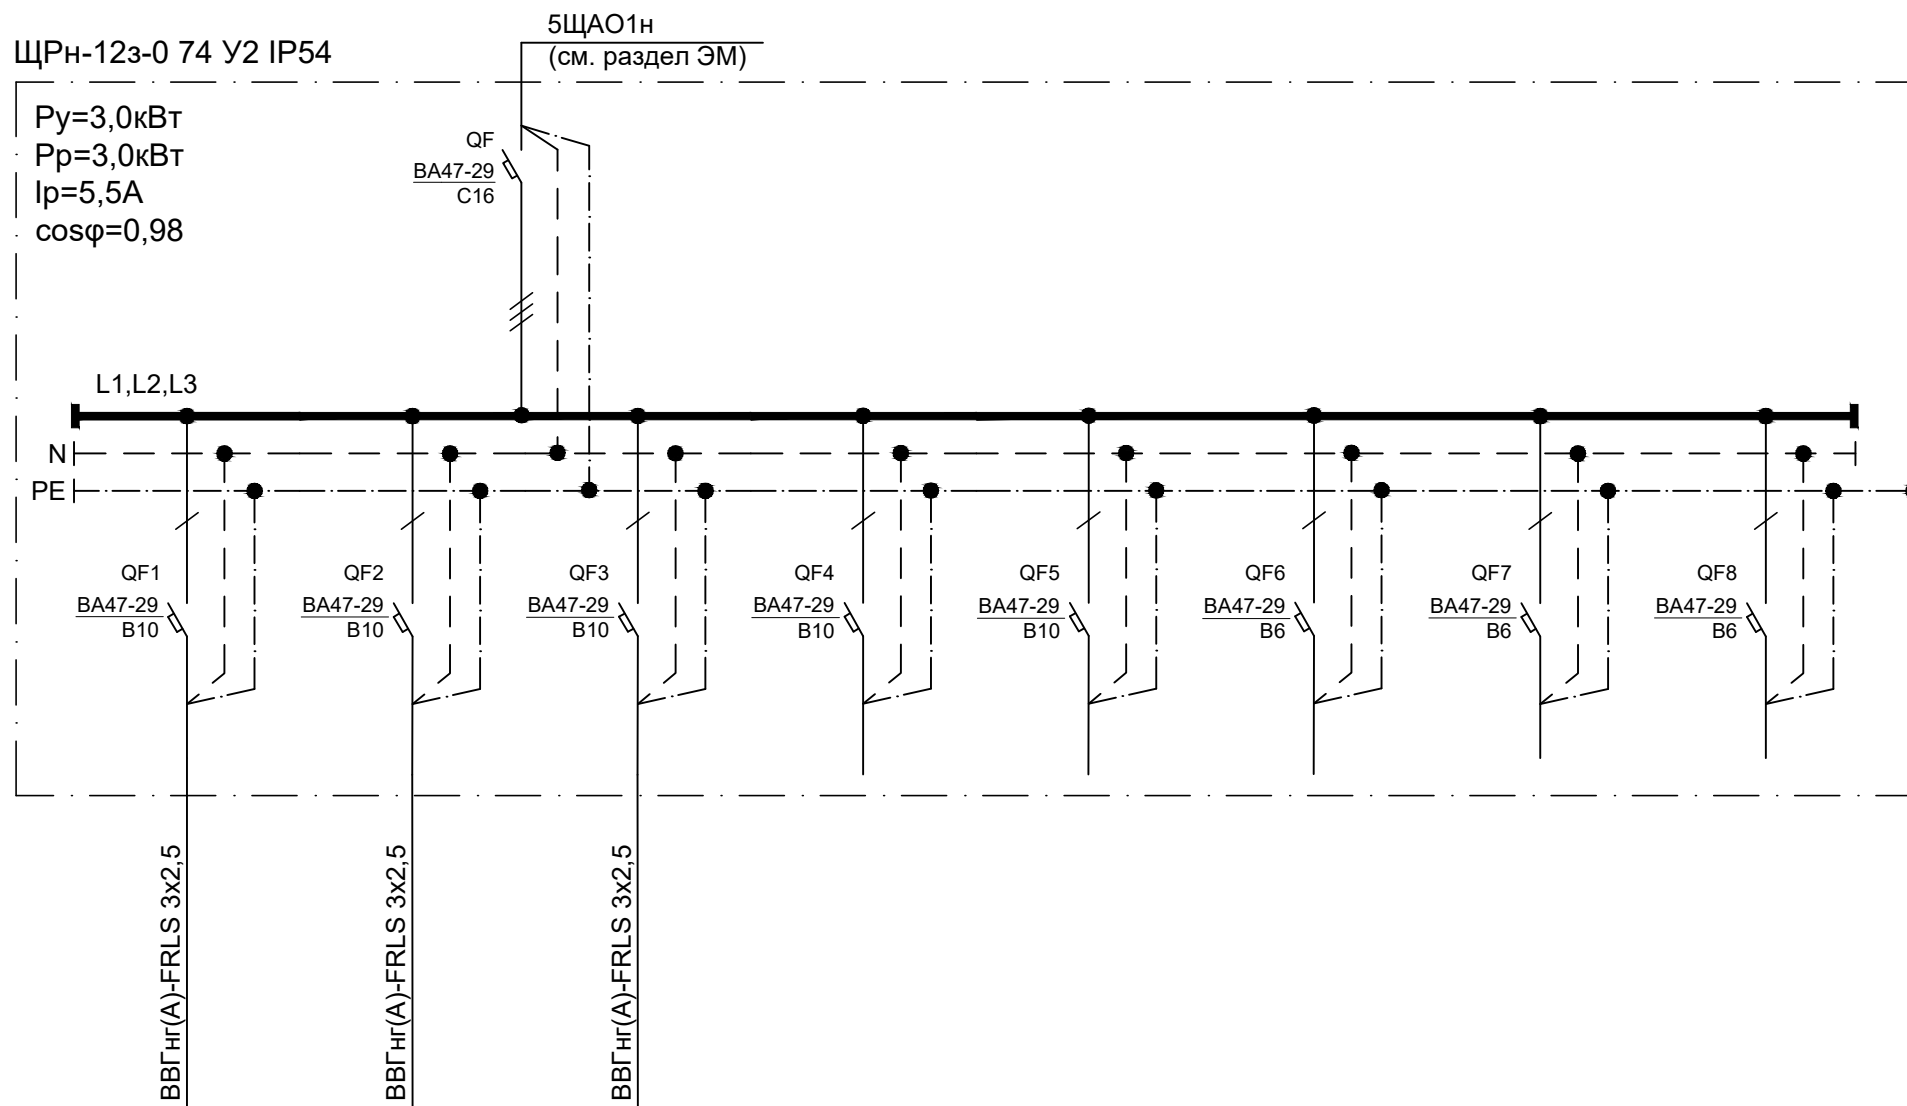 5ЩАО1н
(см. раздел ЭМ)
ЩРн-12з-0 74 У2 IP54
Ру=3,0кВт
Рр=3,0кВт
Iр=5,5А
cosφ=0,98
QF
ВА47-29
С16
L1,L2,L3
N
PE
QF1
ВА47-29
В10
QF2
ВА47-29
В10
QF3
ВА47-29
В10
QF4
ВА47-29
В10
QF5
ВА47-29
В10
QF6
ВА47-29
В6
QF7
ВА47-29
В6
QF8
ВА47-29
В6
ВВГнг(А)-FRLS 3х2,5
ВВГнг(А)-FRLS 3х2,5
ВВГнг(А)-FRLS 3х2,5